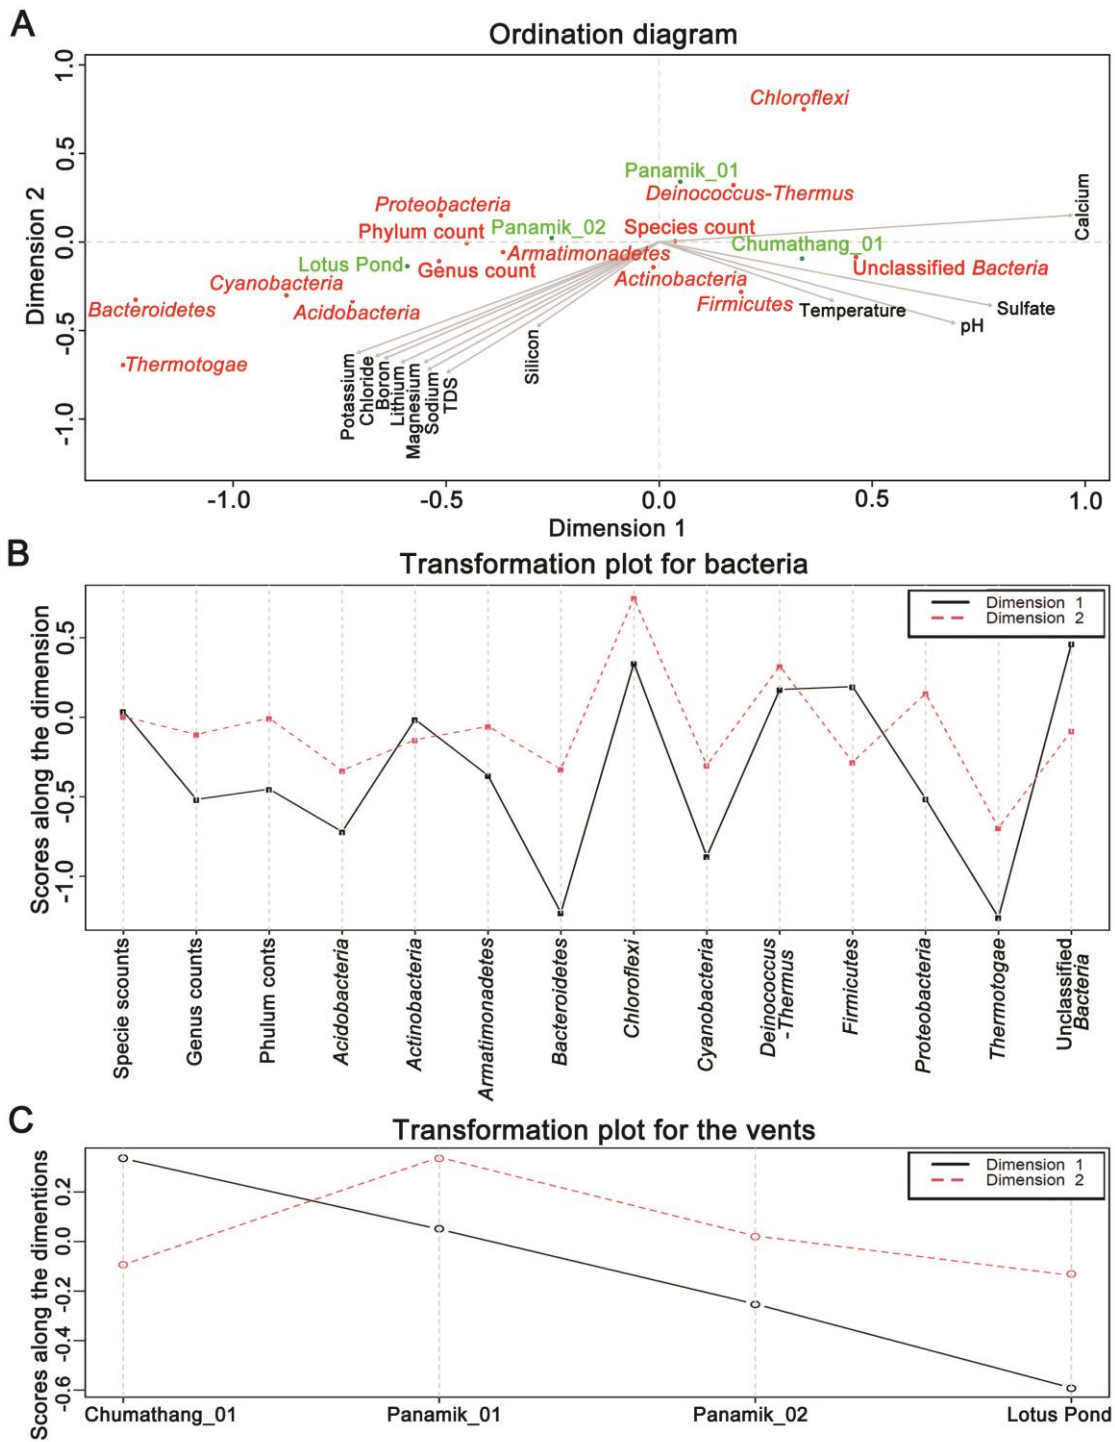 A
Ordination diagram
Dimension 2
1.0
0.5
0.0
-0.5
-1.0
Chloroflexi
Panamik_01
Deinococcus-Thermus
Calcium
Proteobacteria
Phylum count
Panamik_02
Species count
Chumathang_01
Lotus Pond
Genus count
Armatimonadetes
Unclassified Bacteria
Cyanobacteria
Actinobacteria
Bacteroidetes
Acidobacteria
Firmicutes
Temperature
Sulfate
pH
Thermotogae
Potassium
Chloride
Boron
Lithium
Magnesium
Sodium
TDS
Silicon
-1.0
-0.5
0.0
0.5
1.0
Dimension 1
B
Transformation plot for bacteria
Scores along the dimension
0.5
0.0
-0.5
-1.0
Dimension 1
Dimension 2
Specie scounts
Genus counts
Phulum conts
Acidobacteria
Actinobacteria
Armatimonadetes
Bacteroidetes
Chloroflexi
Cyanobacteria
Deinococcus
-Thermus
Firmicutes
Proteobacteria
Thermotogae
Unclassified
Bacteria
C
Transformation plot for the vents
Scores along the dimentions
0.2
0.0
-0.2
-0.4
-0.6
Dimension 1
Dimension 2
Chumathang_01
Panamik_01
Panamik_02
Lotus Pond